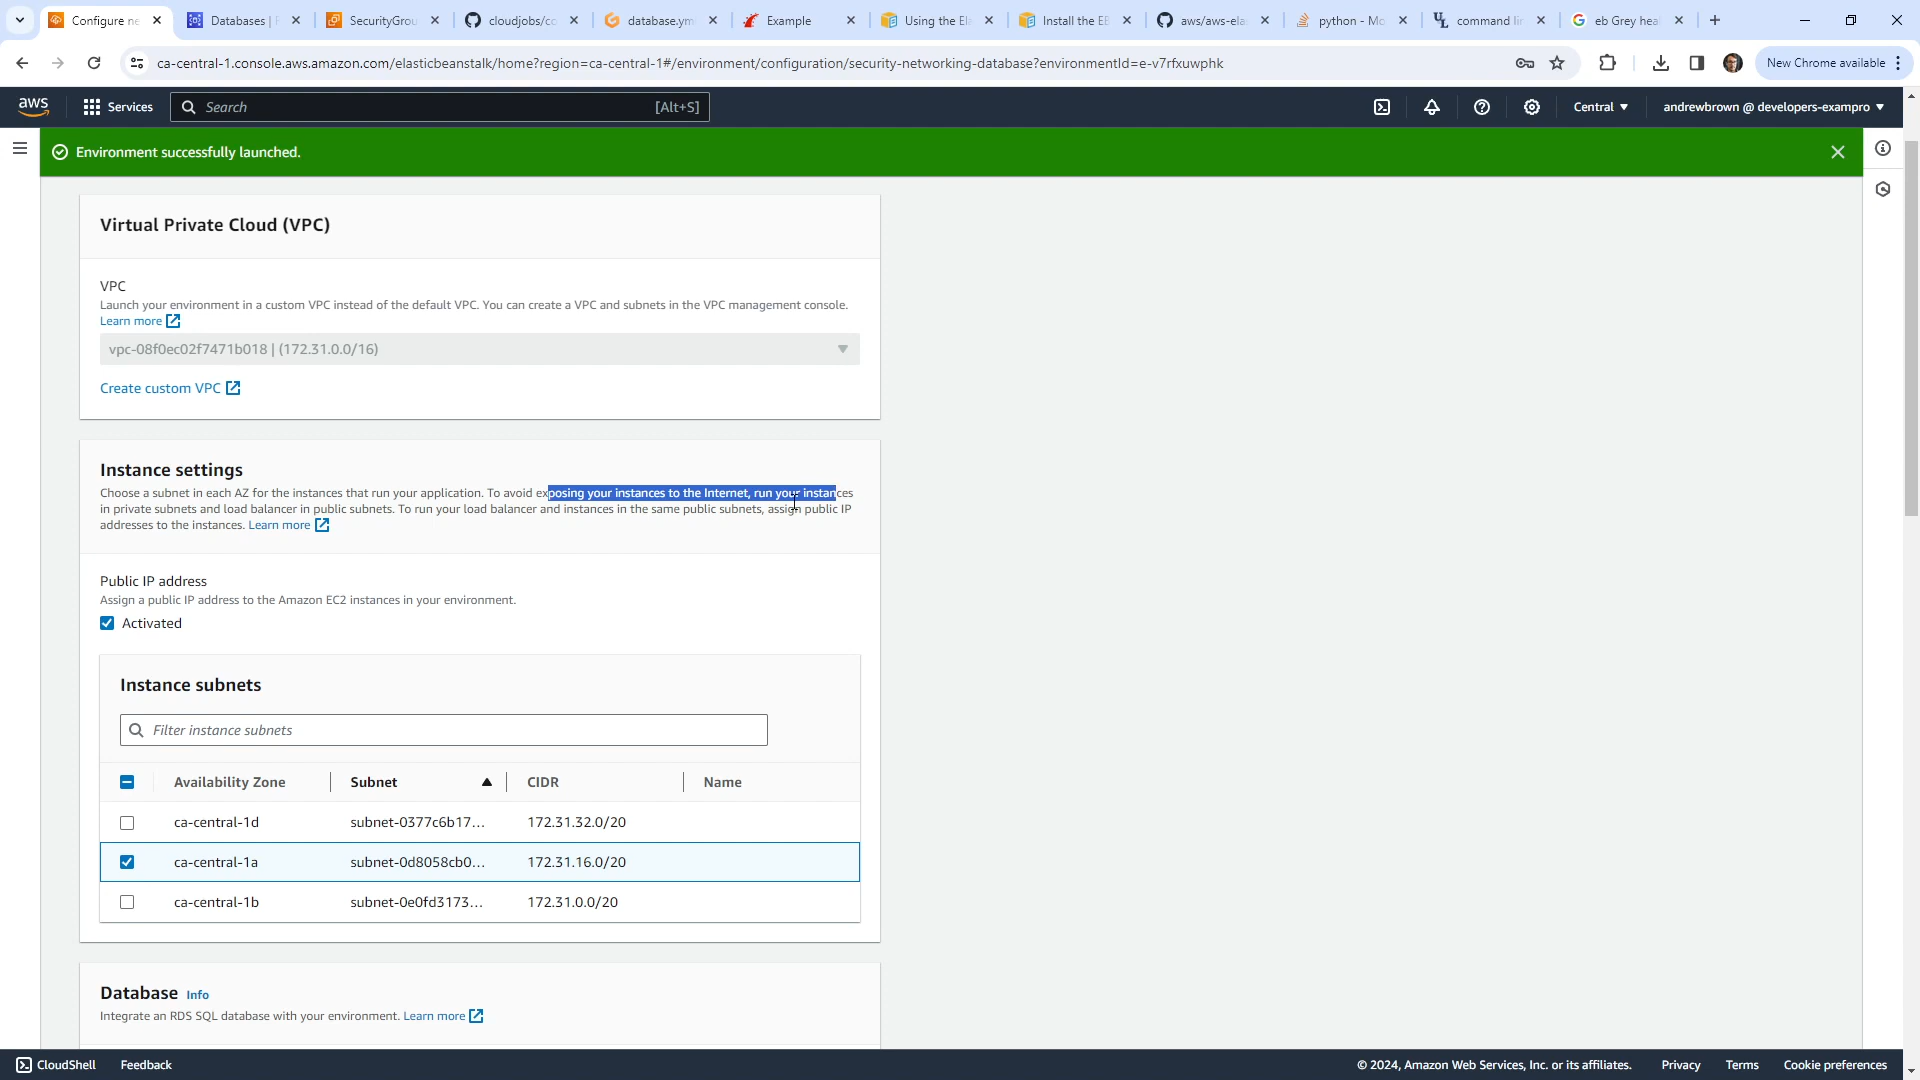 Configure ne
Databases | 
SecurityGrou
cloudjobs/co
database.ym
Example
Using the Ela
Install the EB
aws/aws-elas
python - Mo
command li
eb Grey heal
ca-central-1.console.aws.amazon.com/elasticbeanstalk/home?region=ca-central-1#/environment/configuration/security-networking-database?environmentId=e-v7rfxuwphk
New Chrome available
aws
Services
Search
[Alt+S]
Central
andrewbrown @ developers-exampro
Environment successfully launched.
Virtual Private Cloud (VPC)
VPC
Launch your environment in a custom VPC instead of the default VPC. You can create a VPC and subnets in the VPC management console.
Learn more
vpc-08f0ec02f7471b018 | (172.31.0.0/16)
Create custom VPC
Instance settings
Choose a subnet in each AZ for the instances that run your application. To avoid exposing your instances to the Internet, run your instances
in private subnets and load balancer in public subnets. To run your load balancer and instances in the same public subnets, assign public IP
addresses to the instances. Learn more
Public IP address
Assign a public IP address to the Amazon EC2 instances in your environment.
Activated
Instance subnets
Filter instance subnets
Availability Zone
Subnet
CIDR
Name
ca-central-1d subnet-0377c6b17... 172.31.32.0/20
ca-central-1a subnet-0d8058cb0... 172.31.16.0/20
ca-central-1b subnet-0e0fd3173... 172.31.0.0/20
Database Info
Integrate an RDS SQL database with your environment. Learn more
CloudShell
Feedback
© 2024, Amazon Web Services, Inc. or its affiliates.
Privacy
Terms
Cookie preferences